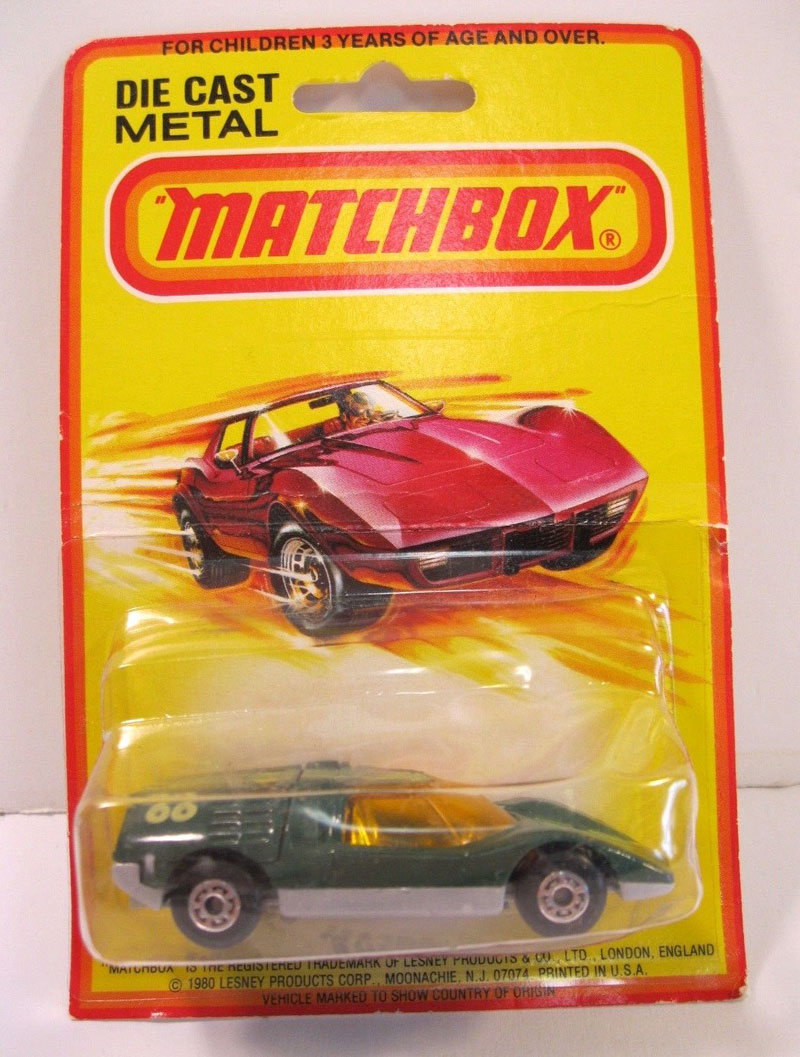 FOR CHILDREN 3 YEARS OF AGE AND OVER.
DIE CAST
METAL
"MATCHBOX"®
88
"MATCHBOX" IS THE REGISTERED TRADEMARK OF LESNEY PRODUCTS & CO., LTD., LONDON, ENGLAND
© 1980 LESNEY PRODUCTS CORP., MOONACHIE, N.J. 07074 PRINTED IN U.S.A.
VEHICLE MARKED TO SHOW COUNTRY OF ORIGIN